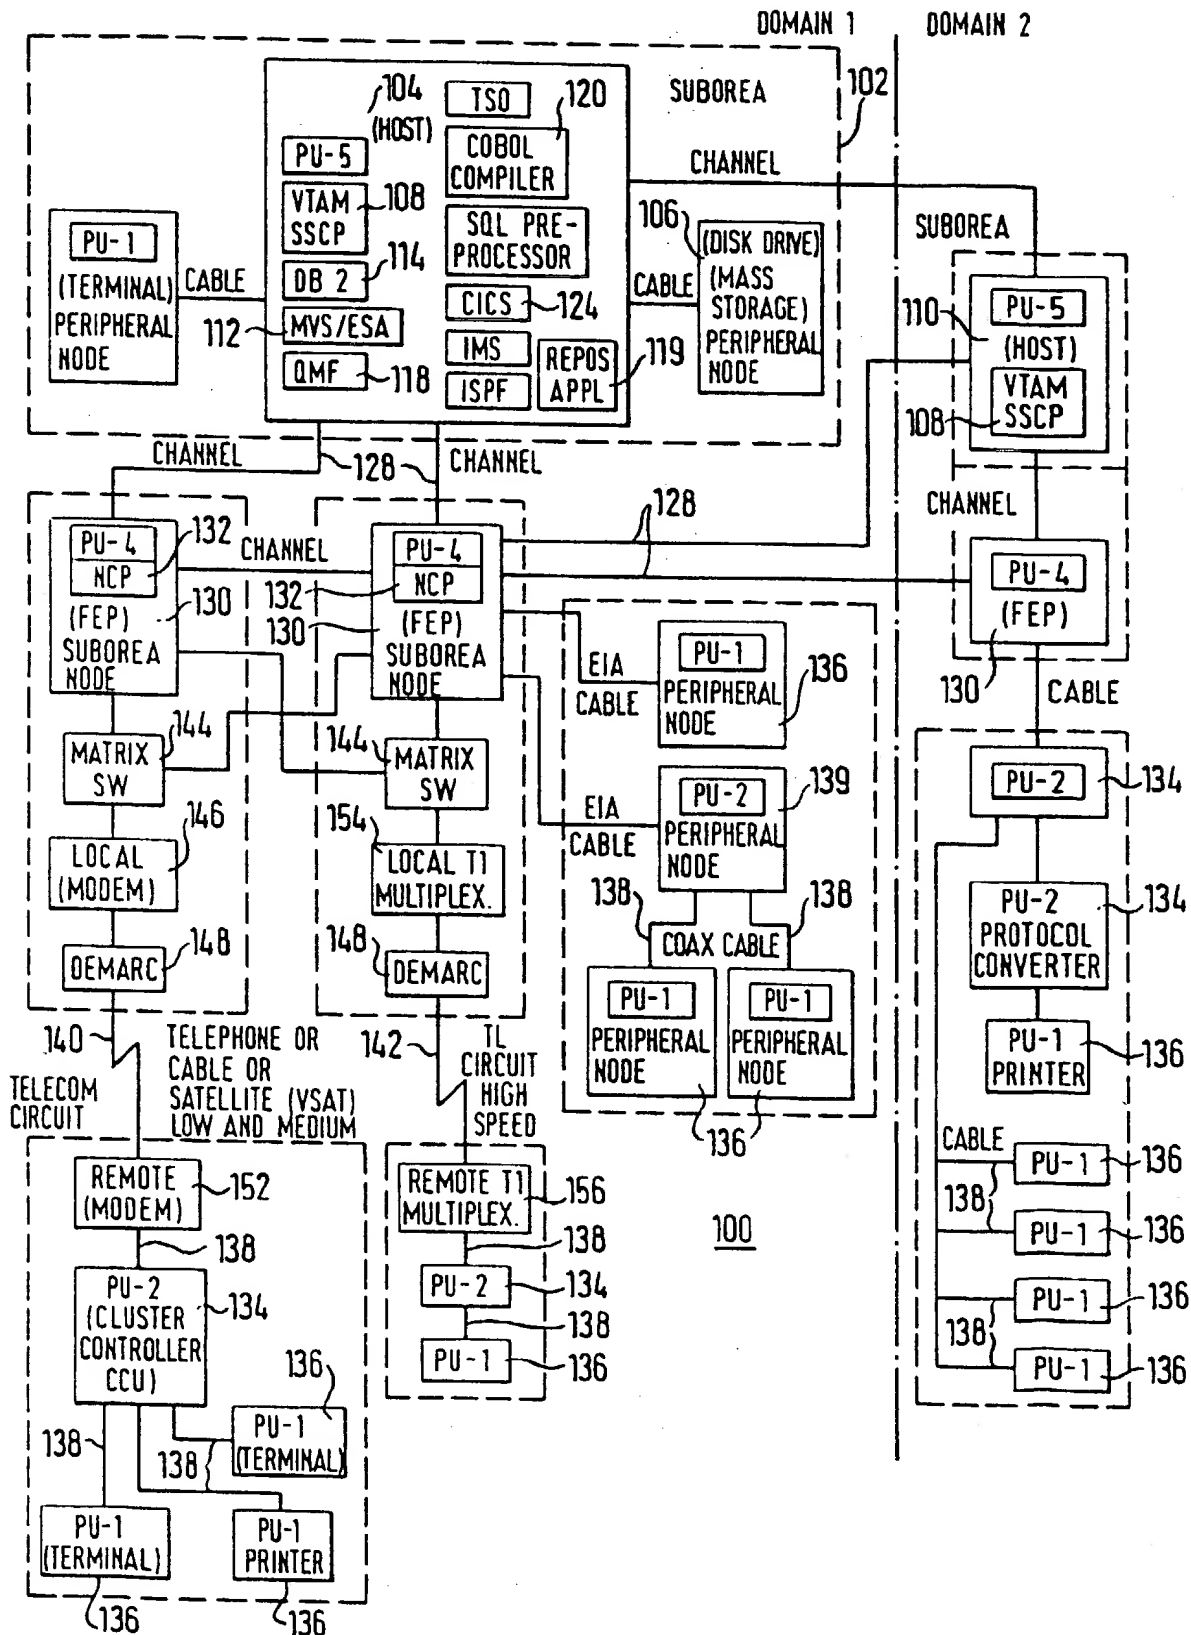 DOMAIN 1
DOMAIN 2
104
(HOST)
TSO
120
SUBOREA
102
PU-5
COBOL
COMPILER
CHANNEL
VTAM
SSCP
108
SQL PRE-
PROCESSOR
106
(DISK DRIVE)
(MASS
STORAGE)
PERIPHERAL
NODE
SUBOREA
PU-1
(TERMINAL)
PERIPHERAL
NODE
CABLE
DB 2
114
CABLE
112
MVS/ESA
CICS
124
QMF
118
IMS
ISPF
REPOS
APPL
119
110
PU-5
(HOST)
VTAM
SSCP
108
CHANNEL
128
CHANNEL
CHANNEL
PU-4
NCP
132
(FEP)
SUBOREA
NODE
130
CHANNEL
PU-4
NCP
132
130
(FEP)
SUBOREA
NODE
128
PU-4
(FEP)
130
CABLE
EIA
CABLE
PU-1
PERIPHERAL
NODE
136
144
MATRIX
SW
144
MATRIX
SW
EIA
CABLE
PU-2
PERIPHERAL
NODE
139
PU-2
134
146
LOCAL
(MODEM)
154
LOCAL T1
MULTIPLEX.
138
138
COAX CABLE
PU-2
PROTOCOL
CONVERTER
134
148
DEMARC
148
DEMARC
PU-1
PERIPHERAL
NODE
PU-1
PERIPHERAL
NODE
136
PU-1
PRINTER
136
140
TELECOM
CIRCUIT
TELEPHONE OR
CABLE OR
SATELLITE (VSAT)
LOW AND MEDIUM
142
TL
CIRCUIT
HIGH
SPEED
CABLE
PU-1
136
138
PU-1
136
PU-1
136
138
PU-1
136
REMOTE
(MODEM)
152
REMOTE T1
MULTIPLEX.
156
100
138
138
PU-2
(CLUSTER
CONTROLLER
CCU)
134
PU-2
134
138
PU-1
136
136
PU-1
(TERMINAL)
138
138
PU-1
(TERMINAL)
PU-1
PRINTER
136
136